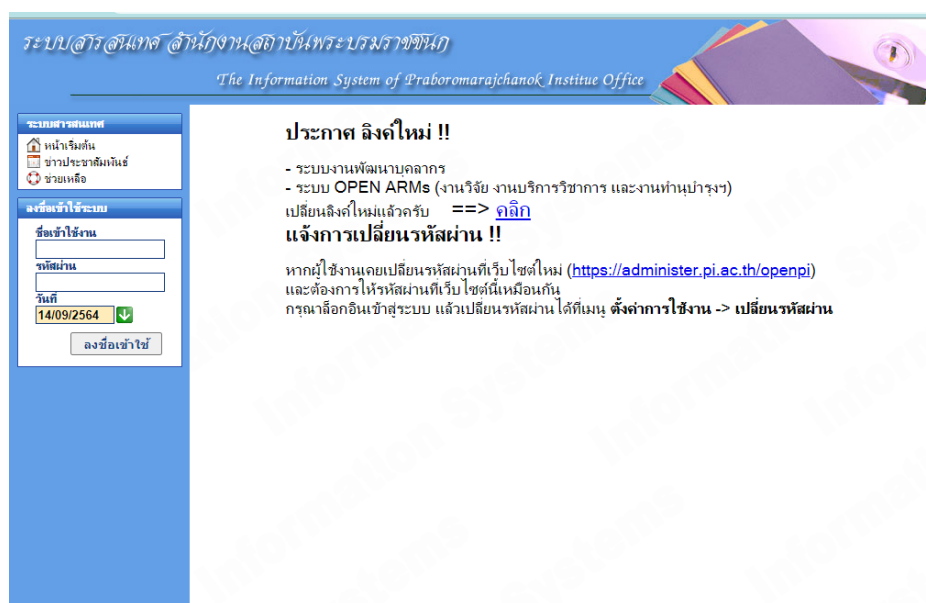 ระบบสารสนเทศ สำนักงานสถาบันพระบรมราชชนก
The Information System of Praboromarajchanok Institue Office
ระบบสารสนเทศ
หน้าเริ่มต้น
ข่าวประชาสัมพันธ์
ช่วยเหลือ
ลงชื่อเข้าใช้ระบบ
ชื่อเข้าใช้งาน
รหัสผ่าน
วันที่
14/09/2564
ลงชื่อเข้าใช้
ประกาศ ลิงค์ใหม่ !!
- ระบบงานพัฒนาบุคลากร
- ระบบ OPEN ARMs (งานวิจัย งานบริการวิชาการ และงานทำนุบำรุงฯ)
เปลี่ยนลิงค์ใหม่แล้วครับ ==> คลิก
แจ้งการเปลี่ยนรหัสผ่าน !!
หากผู้ใช้งานเคยเปลี่ยนรหัสผ่านที่เว็บไซต์ใหม่ (https://administer.pi.ac.th/openpi)
และต้องการให้รหัสผ่านที่เว็บไซต์นี้เหมือนกัน
กรุณาล็อกอินเข้าสู่ระบบ แล้วเปลี่ยนรหัสผ่านได้ที่เมนู ตั้งค่าการใช้งาน -> เปลี่ยนรหัสผ่าน
Information Systems